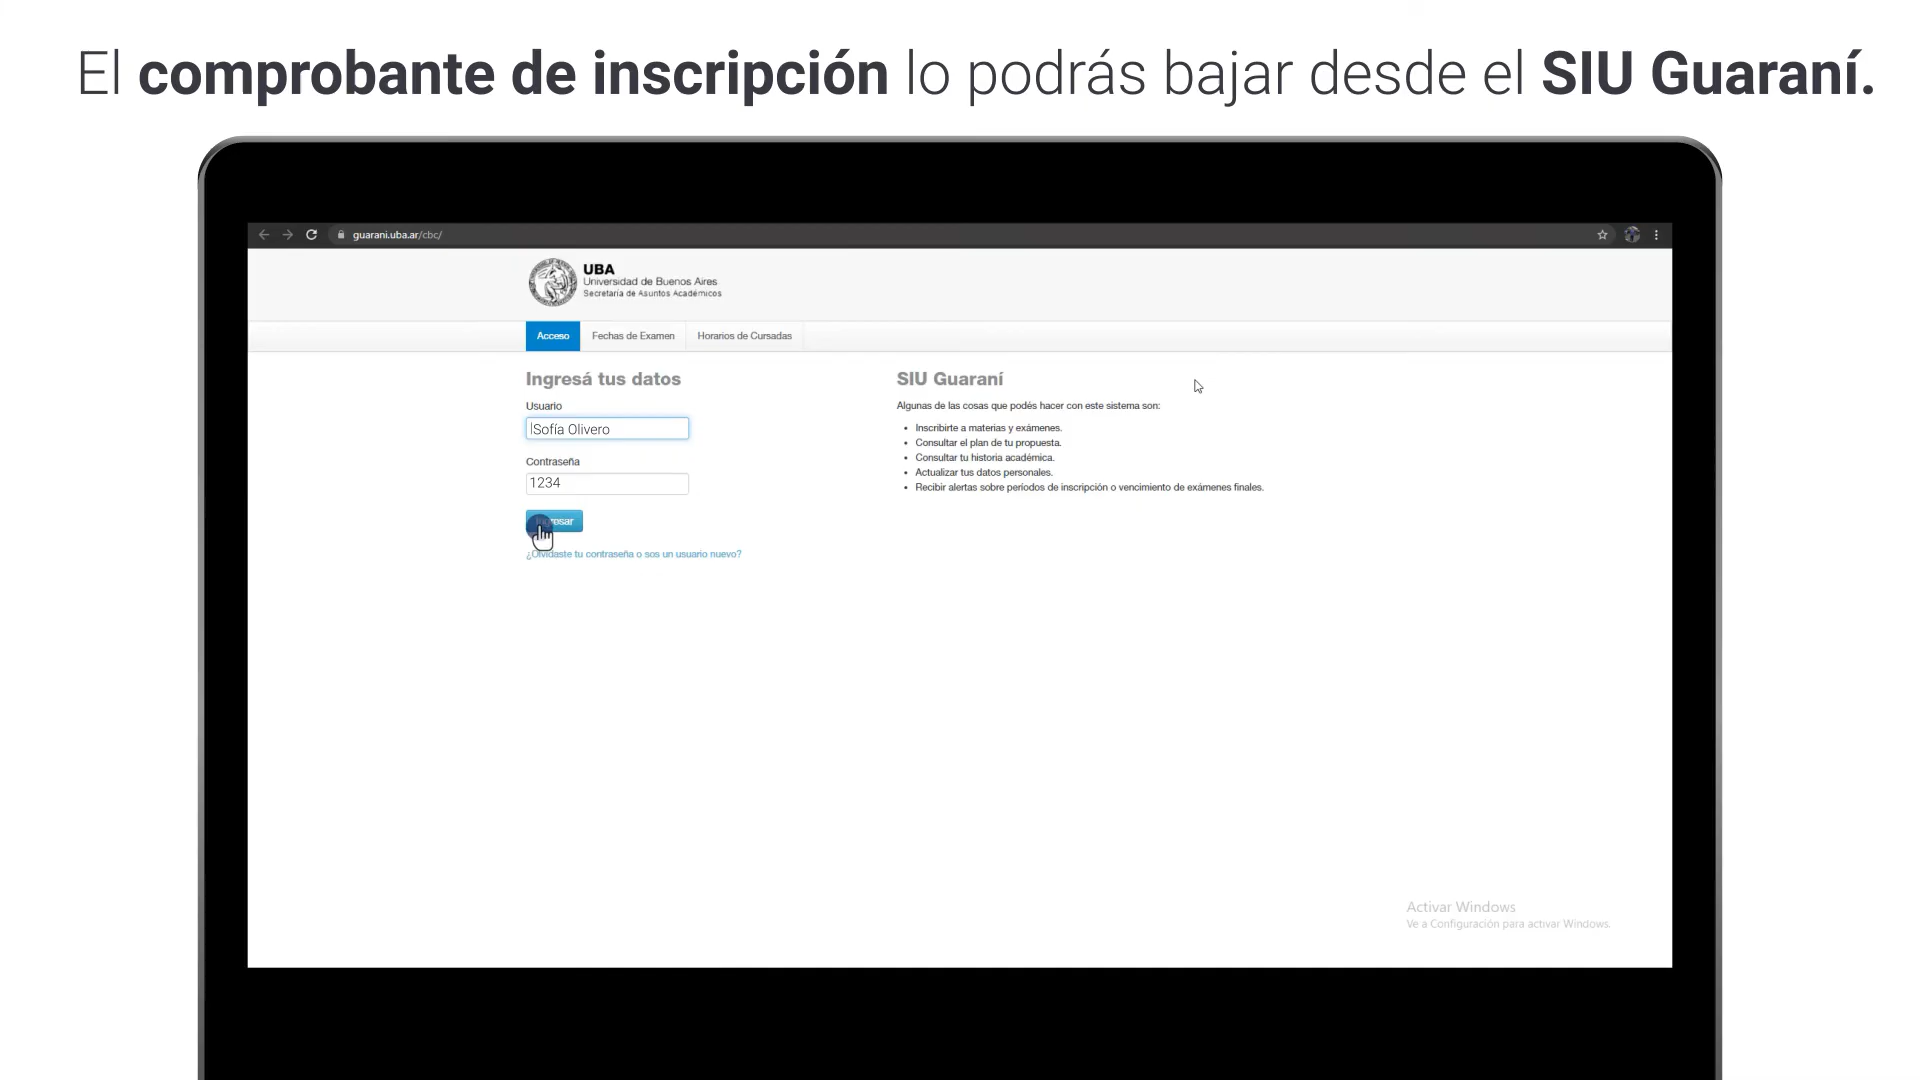 El comprobante de inscripción lo podrás bajar desde el SIU Guaraní.
guarani.uba.ar/cbc/
UBA
Universidad de Buenos Aires
Secretaría de Asuntos Académicos
Acceso
Fechas de Examen
Horarios de Cursadas
Ingresá tus datos
Usuario
Sofía Olivero
Contraseña
1234
¿Olvidaste tu contraseña o sos un usuario nuevo?
SIU Guaraní
Algunas de las cosas que podés hacer con este sistema son:
• Inscribirte a materias y exámenes.
• Consultar el plan de tu propuesta.
• Consultar tu historia académica.
• Actualizar tus datos personales.
• Recibir alertas sobre períodos de inscripción o vencimiento de exámenes finales.
Activar Windows
Ve a Configuración para activar Windows.